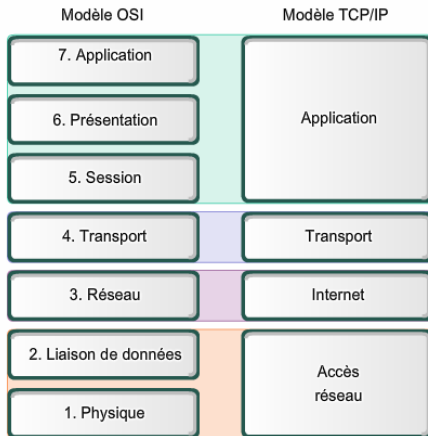 Modèle OSI
Modèle TCP/IP
7. Application
6. Présentation
5. Session
Application
4. Transport
Transport
3. Réseau
Internet
2. Liaison de données
1. Physique
Accès
réseau